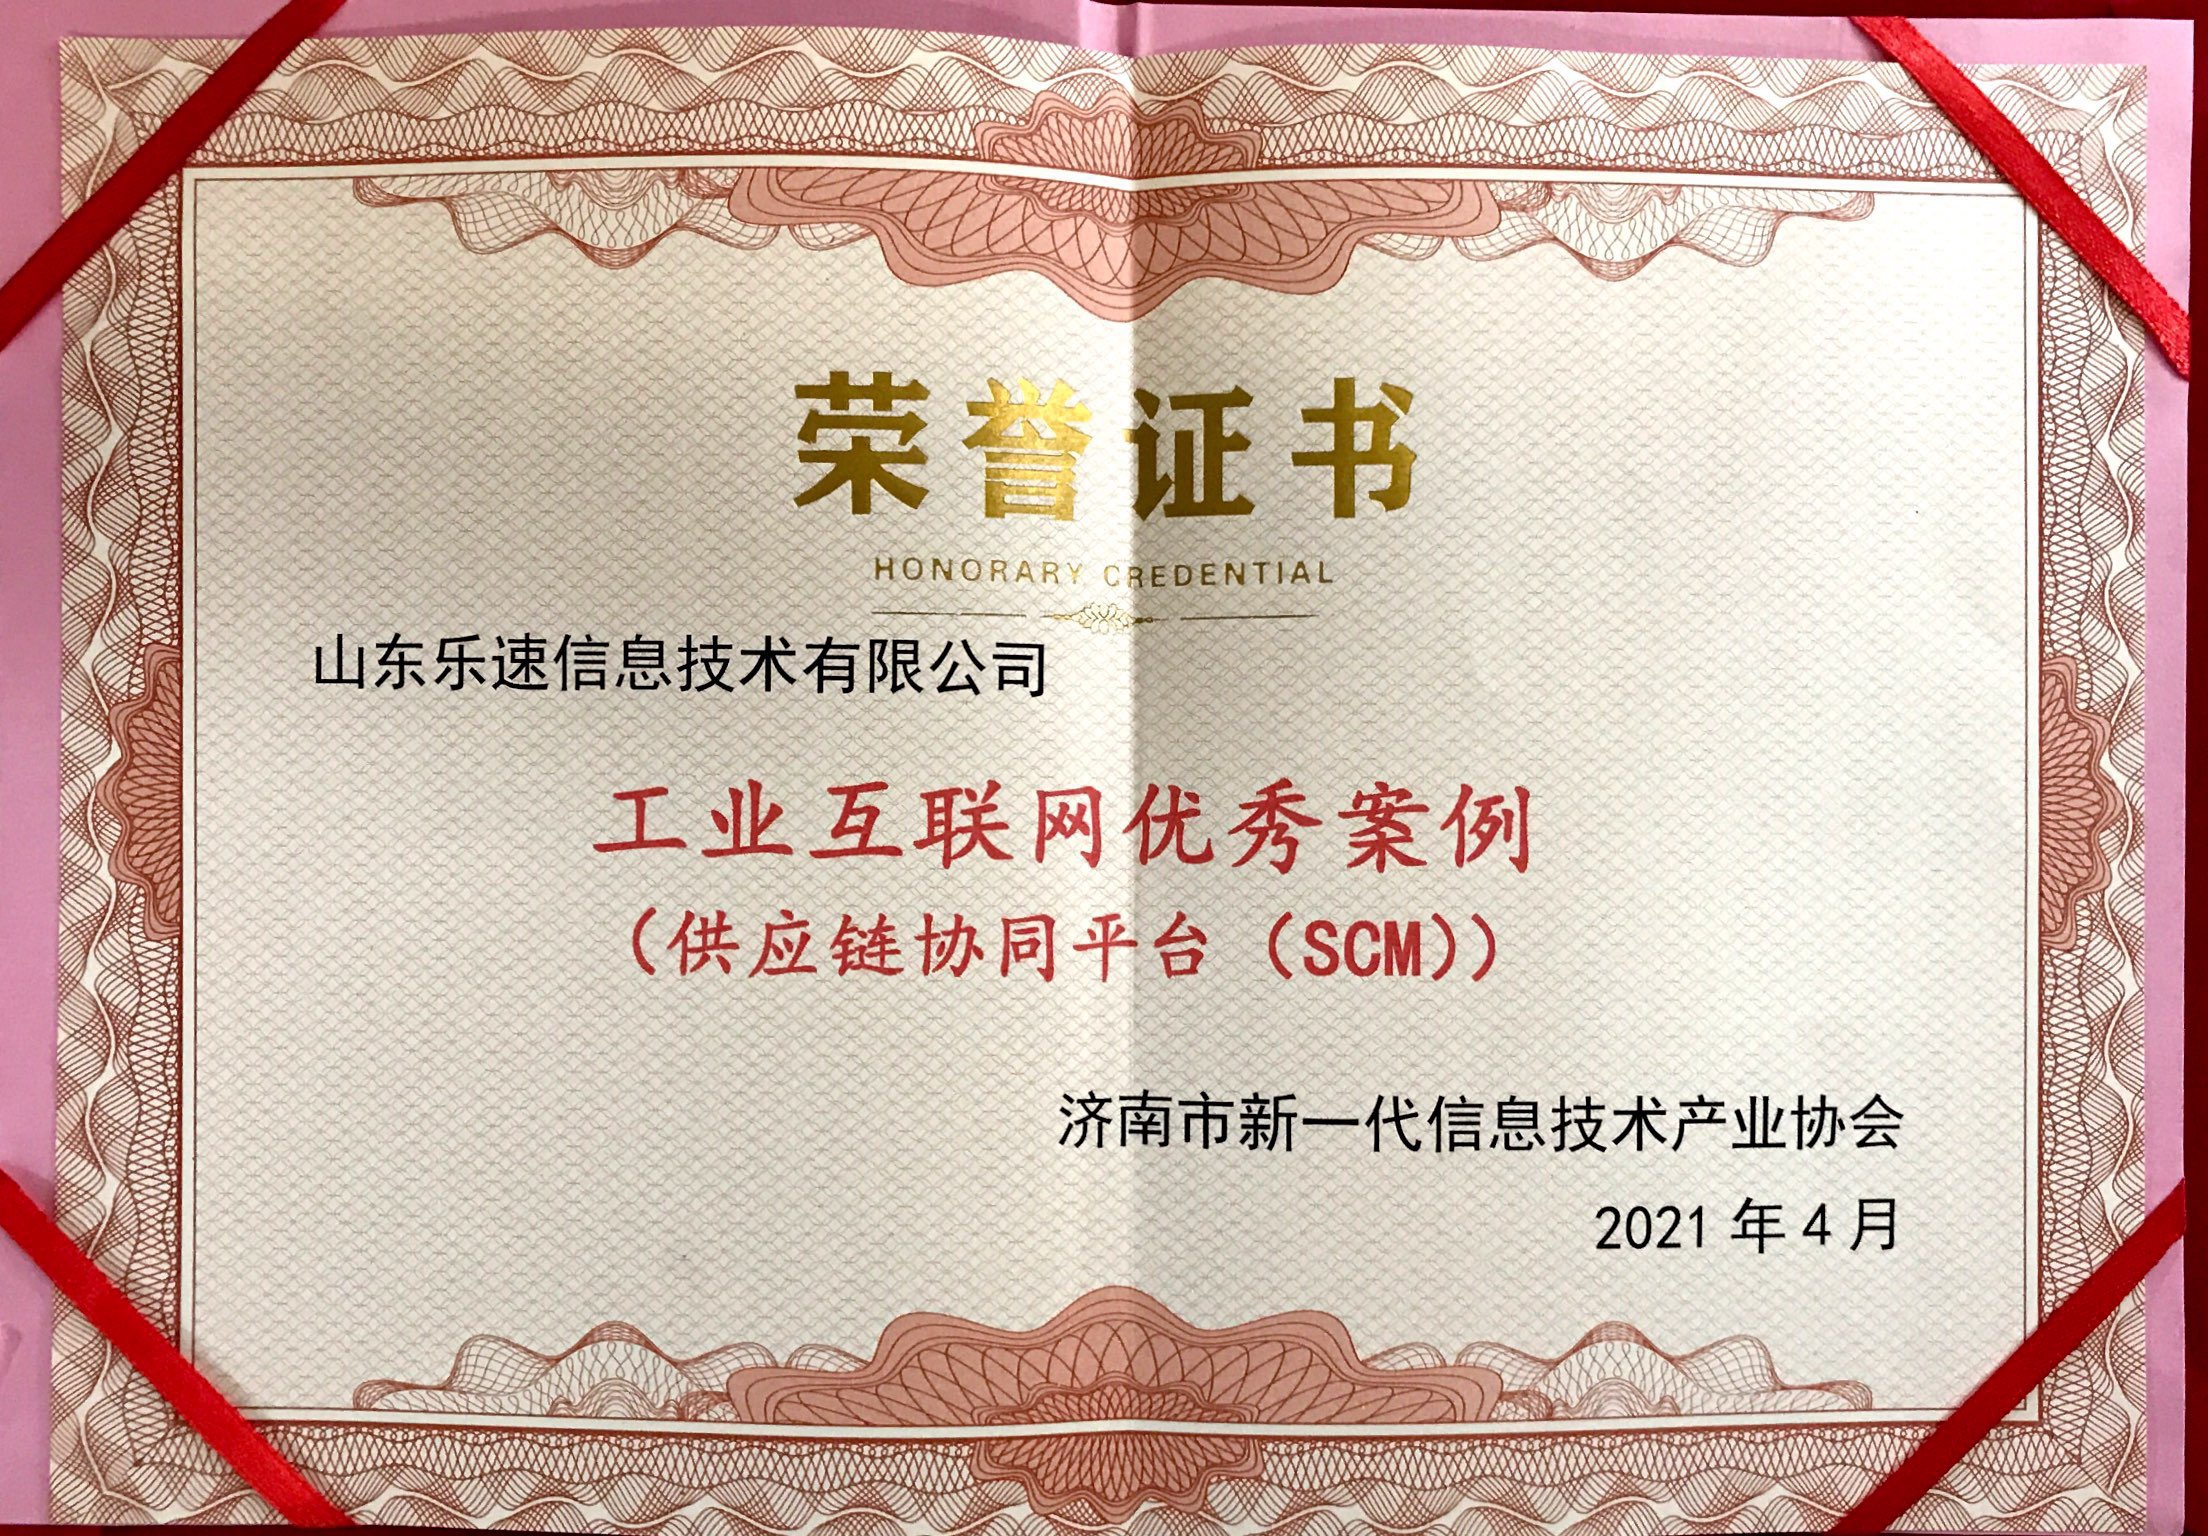 荣誉证书
HONORARY CREDENTIAL
山东乐速信息技术有限公司
工业互联网优秀案例
（供应链协同平台（SCM））
济南市新一代信息技术产业协会
2021 年 4 月